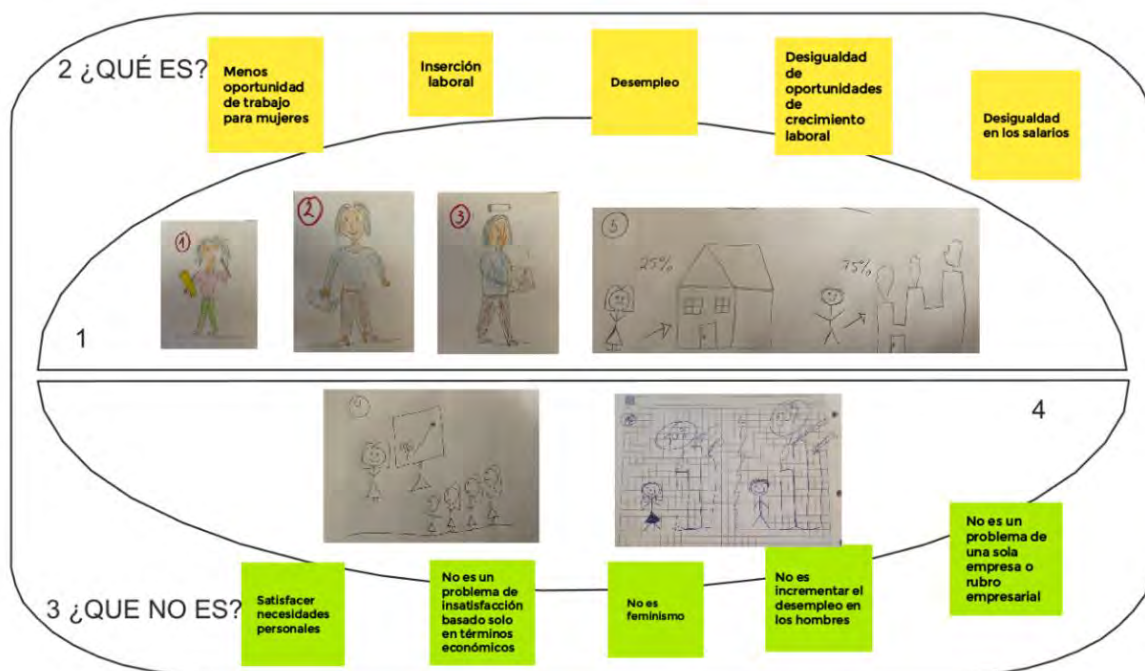 2 ¿QUÉ ES?
Menos
oportunidad
de trabajo
para mujeres
Inserción
laboral
Desempleo
Desigualdad
de
oportunidades
de
crecimiento
laboral
Desigualdad
en los salarios
1
2
3
5
25%
75%
1
4
3 ¿QUE NO ES?
Satisfacer
necesidades
personales
No es un
problema de
insatisfacción
basado solo
en términos
económicos
No es
feminismo
No es
incrementar el
desempleo en
los hombres
No es un
problema de
una sola
empresa o
rubro
empresarial